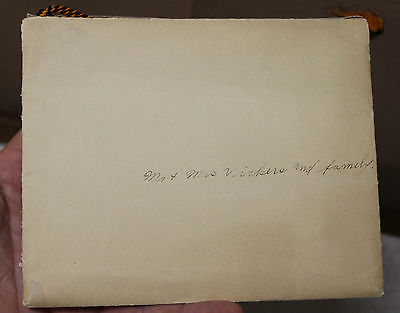 Mr + Mrs Vickers and family.